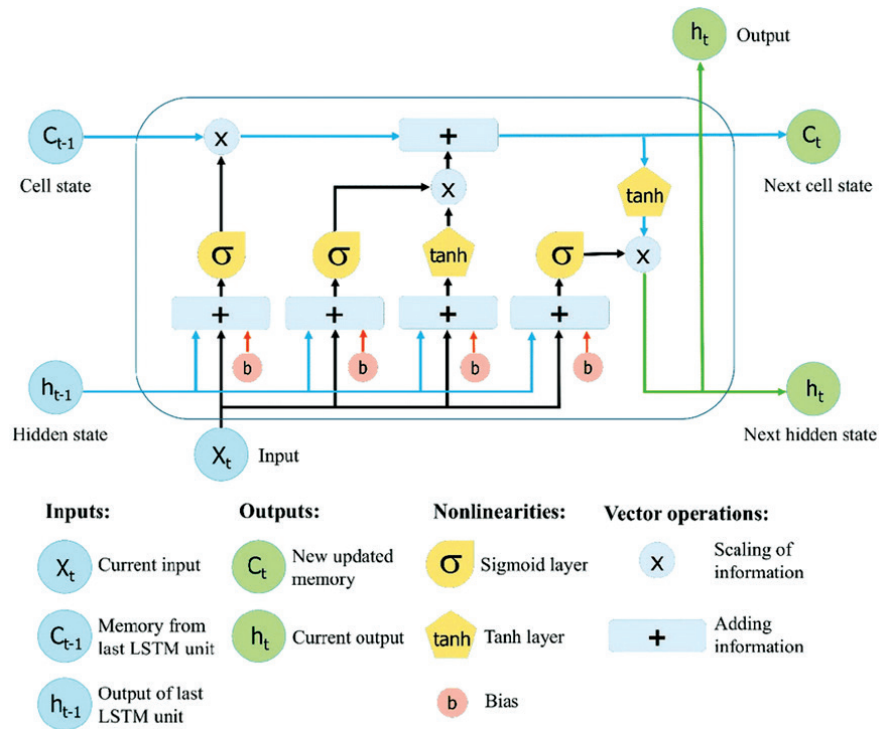 hₜ Output
Cₜ₋₁ x + Cₜ
Cell state x tanh Next cell state
σ σ tanh σ x
+ + + +
b b b b
hₜ₋₁ hₜ
Hidden state Next hidden state
Xₜ Input
Inputs: Outputs: Nonlinearities: Vector operations:
Xₜ Current input
Cₜ₋₁ Memory from
last LSTM unit
hₜ₋₁ Output of last
LSTM unit
Cₜ New updated
memory
hₜ Current output
σ Sigmoid layer
tanh Tanh layer
b Bias
x Scaling of
information
+ Adding
information